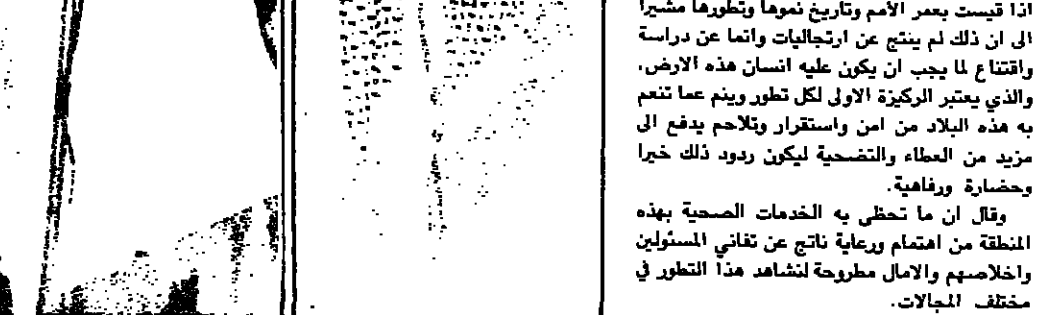 اذا قيست بعمر الأمم وتاريخ نموها وتطورها مشيرا
الى ان ذلك لم ينتج عن ارتجاليات وانما عن دراسة
واقتناع لما يجب ان يكون عليه انسان هذه الارض،
والذي يعتبر الركيزة الاولى لكل تطور وينم عما تنعم
به هذه البلاد من امن واستقرار وتلاحم يدفع الى
مزيد من العطاء والتضحية ليكون ردود ذلك خيرا
وحضارة ورفاهية.
وقال ان ما تحظى به الخدمات الصحية بهذه
المنطقة من اهتمام ورعاية ناتج عن تفاني المسئولين
واخلاصهم والامال مطروحة لنشاهد هذا التطور في
مختلف المجالات.